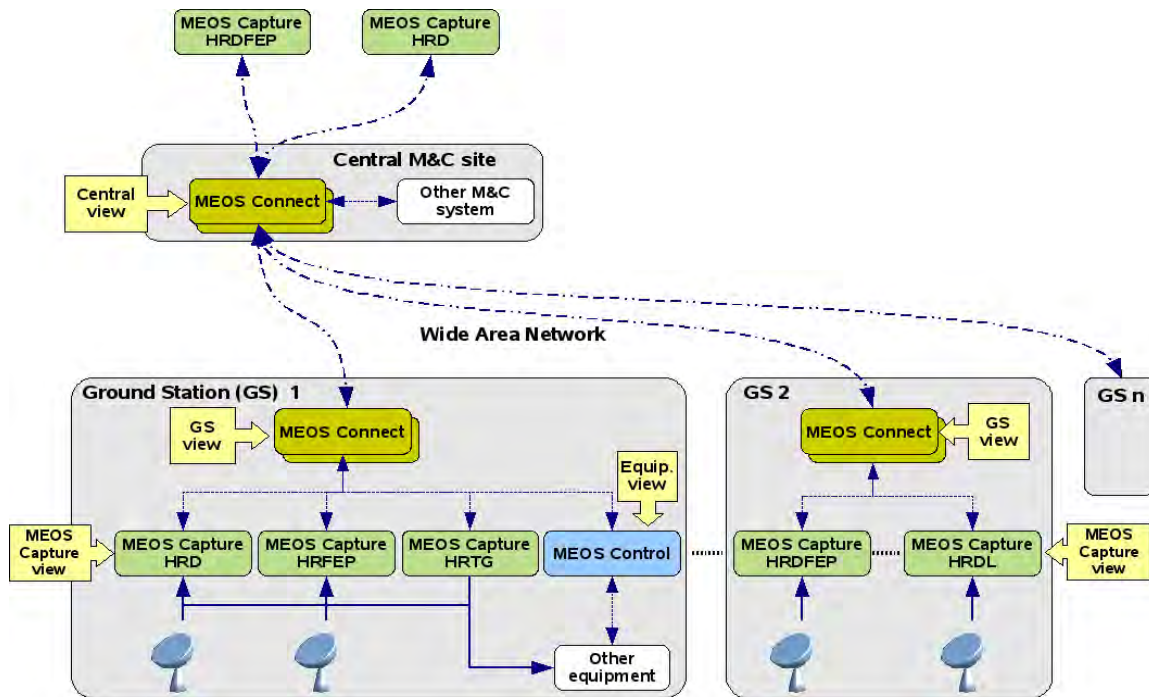 MEOS Capture
HRDFEP
MEOS Capture
HRD
Central M&C site
Central
view
MEOS Connect
Other M&C
system
Wide Area Network
Ground Station (GS) 1
GS
view
MEOS Connect
Equip.
view
MEOS
Capture
view
MEOS Capture
HRD
MEOS Capture
HRFEP
MEOS Capture
HRTG
MEOS Control
Other
equipment
GS 2
MEOS Connect
GS
view
MEOS Capture
HRDFEP
MEOS Capture
HRDL
MEOS
Capture
view
GS n